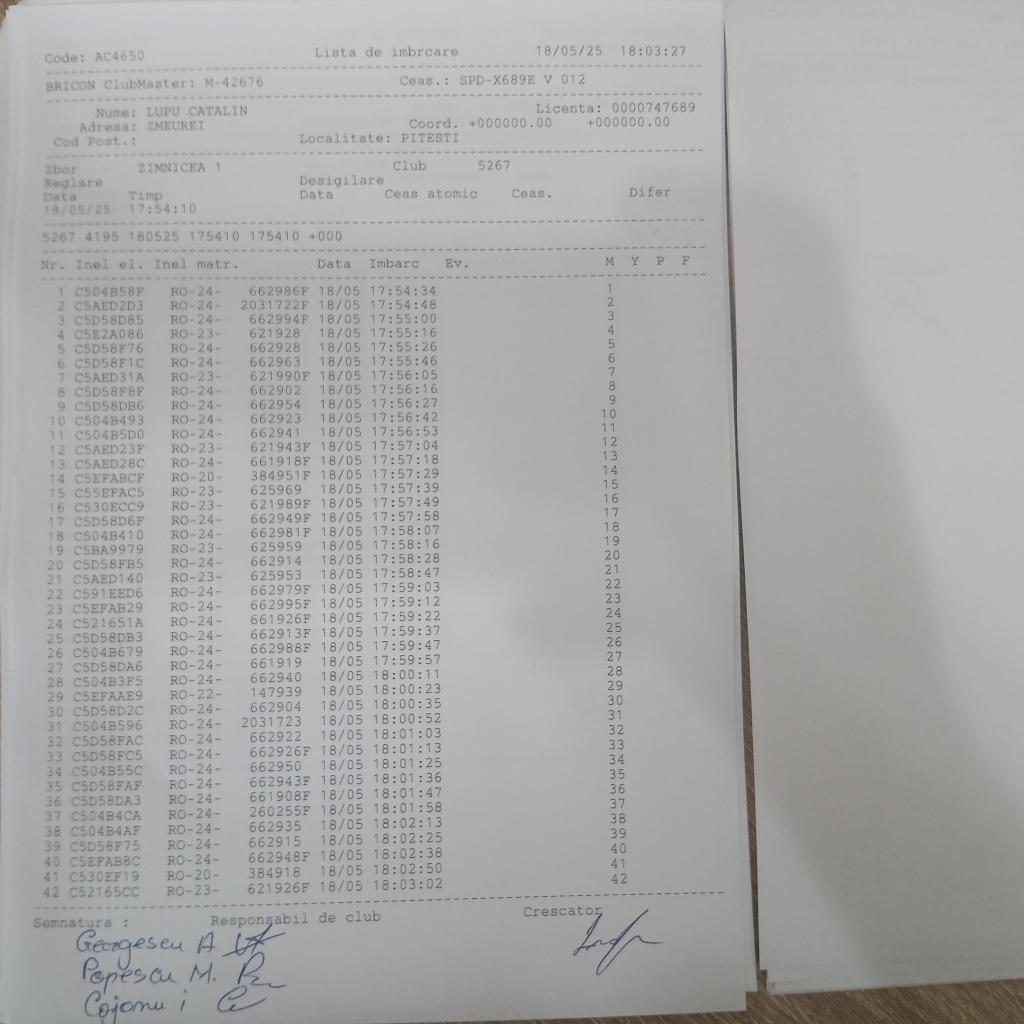 Code: AC4650 Lista de imbrcare 18/05/25 18:03:27
BRICON ClubMaster: M-42676 Ceas.: SPD-X689E V 012
Nume: LUPU CATALIN Licenta: 0000747689
Adresa: ZMEUREI Coord. +000000.00 +000000.00
Cod Post.: Localitate: PITESTI
Zbor ZIMNICEA 1 Club 5267
Reglare Desigilare
Data Timp Data Ceas atomic Ceas. Difer
18/05/25 17:54:10
5267 4195 180525 175410 175410 +000
Nr. Inel el. Inel matr. Data Imbarc Ev. M Y P F
1 C504B58F RO-24- 662986F 18/05 17:54:34 1
2 C5AED2D3 RO-24- 2031722F 18/05 17:54:48 2
3 C5D58D85 RO-24- 662994F 18/05 17:55:00 3
4 C5E2A086 RO-23- 621928 18/05 17:55:16 4
5 C5D58F76 RO-24- 662928 18/05 17:55:26 5
6 C5D58F1C RO-24- 662963 18/05 17:55:46 6
7 C5AED31A RO-23- 621990F 18/05 17:56:05 7
8 C5D58F8F RO-24- 662902 18/05 17:56:16 8
9 C5D58DB6 RO-24- 662954 18/05 17:56:27 9
10 C504B493 RO-24- 662923 18/05 17:56:42 10
11 C504B5D0 RO-24- 662941 18/05 17:56:53 11
12 C5AED23F RO-23- 621943F 18/05 17:57:04 12
13 C5AED28C RO-24- 661918F 18/05 17:57:18 13
14 C5EFABCF RO-20- 384951F 18/05 17:57:29 14
15 C55EFAC5 RO-23- 625969 18/05 17:57:39 15
16 C530ECC9 RO-23- 621989F 18/05 17:57:49 16
17 C5D58D6F RO-24- 662949F 18/05 17:57:58 17
18 C504B410 RO-24- 662981F 18/05 17:58:07 18
19 C5BA9979 RO-23- 625959 18/05 17:58:16 19
20 C5D58FB5 RO-24- 662914 18/05 17:58:28 20
21 C5AED140 RO-23- 625953 18/05 17:58:47 21
22 C591EED6 RO-24- 662979F 18/05 17:59:03 22
23 C5EFAB29 RO-24- 662995F 18/05 17:59:12 23
24 C521651A RO-24- 661926F 18/05 17:59:22 24
25 C5D58DB3 RO-24- 662913F 18/05 17:59:37 25
26 C504B679 RO-24- 662988F 18/05 17:59:47 26
27 C5D58DA6 RO-24- 661919 18/05 17:59:57 27
28 C504B3F5 RO-24- 662940 18/05 18:00:11 28
29 C5EFAAE9 RO-22- 147939 18/05 18:00:23 29
30 C5D58D2C RO-24- 662904 18/05 18:00:35 30
31 C504B596 RO-24- 2031723 18/05 18:00:52 31
32 C5D58FAC RO-24- 662922 18/05 18:01:03 32
33 C5D58FC5 RO-24- 662926F 18/05 18:01:13 33
34 C504B55C RO-24- 662950 18/05 18:01:25 34
35 C5D58FAF RO-24- 662943F 18/05 18:01:36 35
36 C5D58DA3 RO-24- 661908F 18/05 18:01:47 36
37 C504B4CA RO-24- 260255F 18/05 18:01:58 37
38 C504B4AF RO-24- 662935 18/05 18:02:13 38
39 C5D58F75 RO-24- 662915 18/05 18:02:25 39
40 C5EFAB8C RO-24- 662948F 18/05 18:02:38 40
41 C530EF19 RO-20- 384918 18/05 18:02:50 41
42 C52165CC RO-23- 621926F 18/05 18:03:02 42
Semnatura : Responsabil de club Crescator
Georgescu A
Popescu M.
Cojanu i